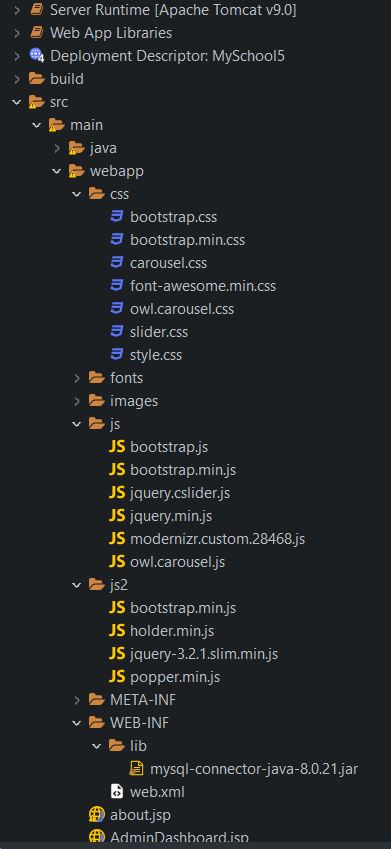 Server Runtime [Apache Tomcat v9.0]
Web App Libraries
Deployment Descriptor: MySchool5
build
src
main
java
webapp
css
bootstrap.css
bootstrap.min.css
carousel.css
font-awesome.min.css
owl.carousel.css
slider.css
style.css
fonts
images
js
JS bootstrap.js
JS bootstrap.min.js
JS jquery.cslider.js
JS jquery.min.js
JS modernizr.custom.28468.js
JS owl.carousel.js
js2
JS bootstrap.min.js
JS holder.min.js
JS jquery-3.2.1.slim.min.js
JS popper.min.js
META-INF
WEB-INF
lib
mysql-connector-java-8.0.21.jar
web.xml
about.jsp
AdminDashboard.jsp